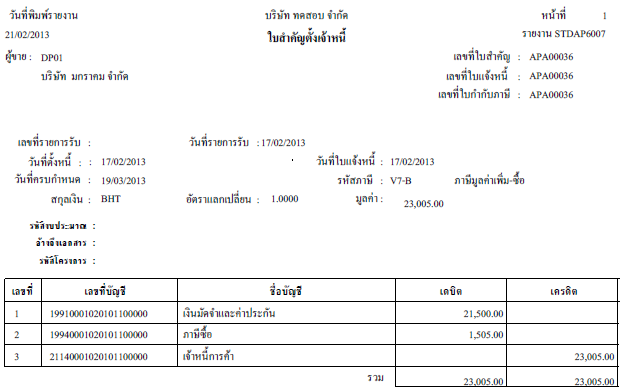 วันที่พิมพ์รายงาน บริษัท ทดสอบ จำกัด หน้าที่ 1
21/02/2013 ใบสำคัญตั้งเจ้าหนี้ รายงาน STDAP6007
ผู้ขาย : DP01 เลขที่ใบสำคัญ : APA00036
บริษัท มกราคม จำกัด เลขที่ใบแจ้งหนี้ : APA00036
เลขที่ใบกำกับภาษี : APA00036
เลขที่รายการรับ : วันที่รายการรับ : 17/02/2013
วันที่ตั้งหนี้ : : 17/02/2013 วันที่ใบแจ้งหนี้ : 17/02/2013
วันที่ครบกำหนด : 19/03/2013 รหัสภาษี : V7-B ภาษีมูลค่าเพิ่ม-ซื้อ
สกุลเงิน : BHT อัตราแลกเปลี่ยน : 1.0000 มูลค่า : 23,005.00
รหัสงบประมาณ :
อ้างอิงเอกสาร :
รหัสโครงการ :
เลขที่ เลขที่บัญชี ชื่อบัญชี เดบิต เครดิต
1 19910001020101100000 เงินมัดจำและค่าประกัน 21,500.00
2 19940001020101100000 ภาษีซื้อ 1,505.00
3 21140001020101100000 เจ้าหนี้การค้า 23,005.00
รวม 23,005.00 23,005.00